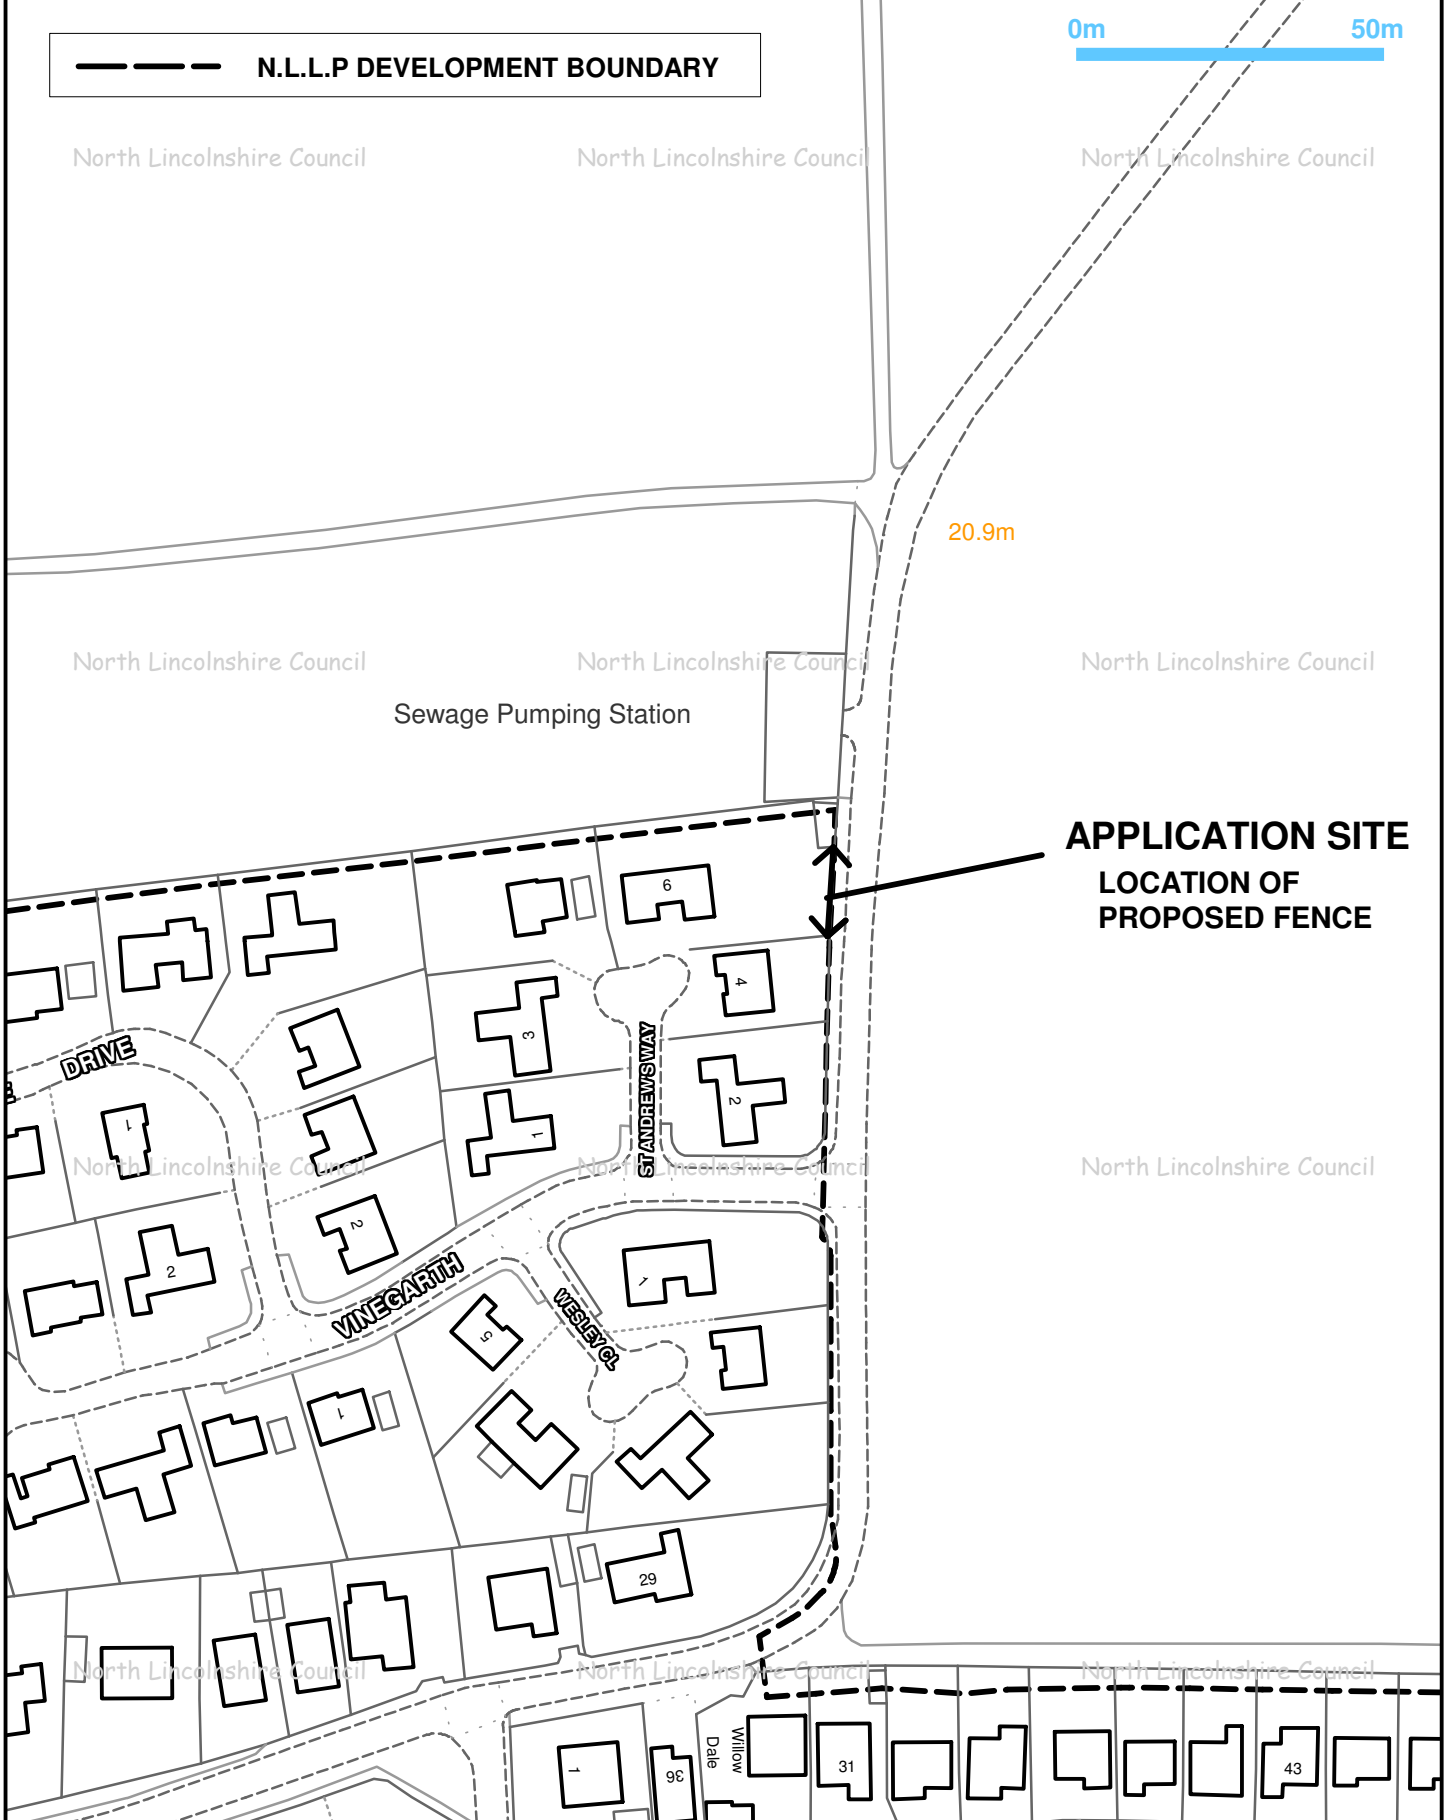 0m 50m
N.L.L.P DEVELOPMENT BOUNDARY
North Lincolnshire Council North Lincolnshire Council North Lincolnshire Council
20.9m
North Lincolnshire Council North Lincolnshire Council North Lincolnshire Council
Sewage Pumping Station
APPLICATION SITE
LOCATION OF
PROPOSED FENCE
6
4
3
ST ANDREW'S WAY
DRIVE
E
2
1
1
North Lincolnshire Council North Lincolnshire Council North Lincolnshire Council
2
2
1
VINEGARTH
WESLEY CL
5
1
29
North Lincolnshire Council North Lincolnshire Council North Lincolnshire Council
Willow
Dale
1
36
31
43